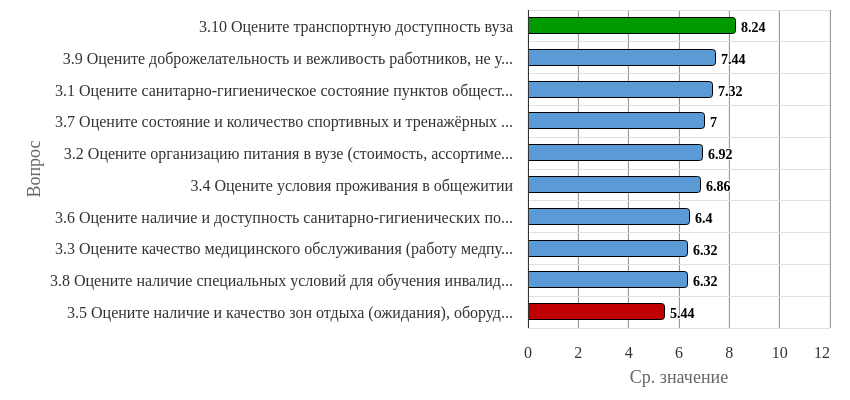 3.10 Оцените транспортную доступность вуза 8.24
3.9 Оцените доброжелательность и вежливость работников, не у... 7.44
3.1 Оцените санитарно-гигиеническое состояние пунктов общест... 7.32
3.7 Оцените состояние и количество спортивных и тренажёрных ... 7
3.2 Оцените организацию питания в вузе (стоимость, ассортиме... 6.92
3.4 Оцените условия проживания в общежитии 6.86
3.6 Оцените наличие и доступность санитарно-гигиенических по... 6.4
3.3 Оцените качество медицинского обслуживания (работу медпу... 6.32
3.8 Оцените наличие специальных условий для обучения инвалид... 6.32
3.5 Оцените наличие и качество зон отдыха (ожидания), оборуд... 5.44
Вопрос
0 2 4 6 8 10 12
Ср. значение